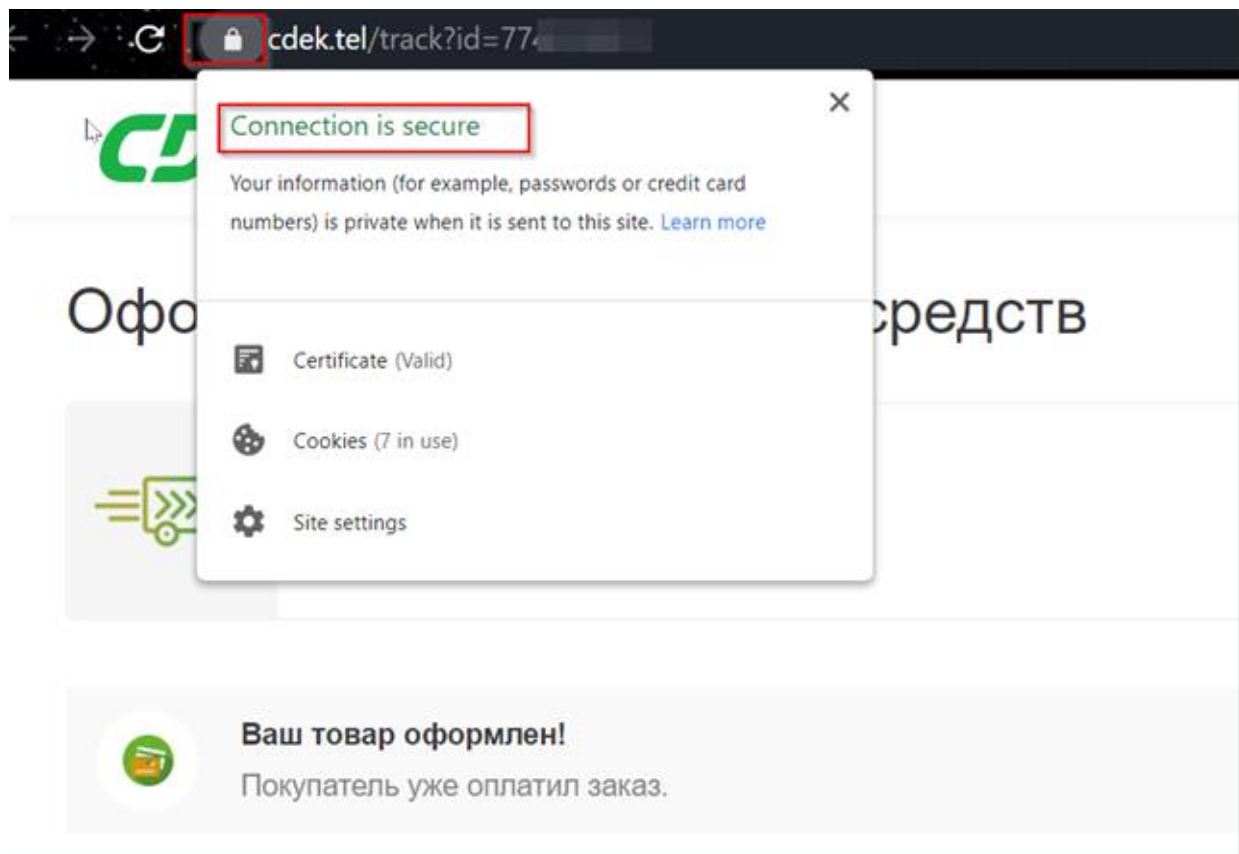 cdek.tel/track?id=774
CD
Connection is secure
Your information (for example, passwords or credit card
numbers) is private when it is sent to this site. Learn more
Офо
средств
Certificate (Valid)
Cookies (7 in use)
Site settings
Ваш товар оформлен!
Покупатель уже оплатил заказ.